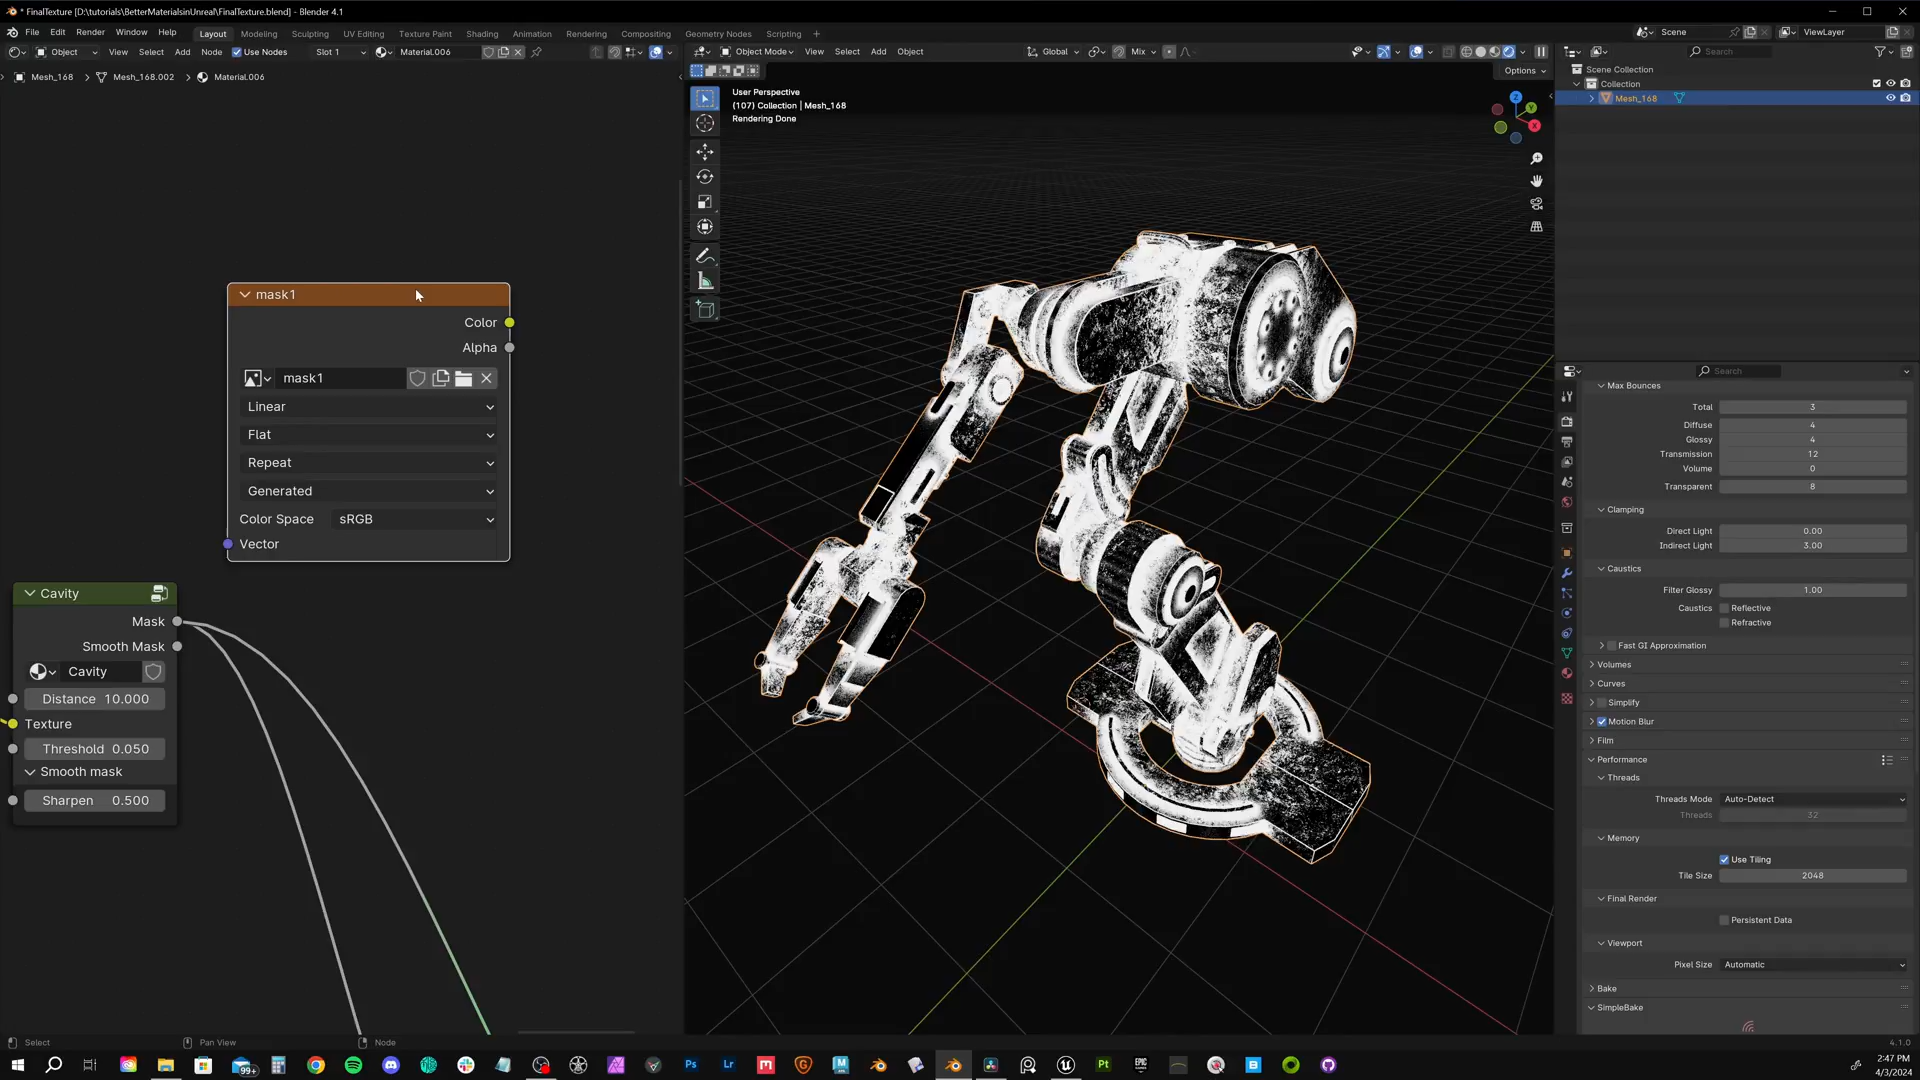 * FinalTexture [D:\tutorials\BetterMaterialsinUnreal\FinalTexture.blend] - Blender 4.1
File Edit Render Window Help Layout Modeling Sculpting UV Editing Texture Paint Shading Animation Rendering Compositing Geometry Nodes Scripting +
Scene ViewLayer
Object View Select Add Node Use Nodes Slot 1 Material.006
Object Mode View Select Add Object Global Mix
Search
Options
Mesh_168 > Mesh_168.002 > Material.006
User Perspective
(107) Collection | Mesh_168
Rendering Done
Z
Y
X
Scene Collection
Collection
Mesh_168
mask1
Color
Alpha
mask1
Linear
Flat
Repeat
Generated
Color Space sRGB
Vector
Cavity
Mask
Smooth Mask
Cavity
Distance 10.000
Texture
Threshold 0.050
Smooth mask
Sharpen 0.500
Search
Max Bounces
Total 3
Diffuse 4
Glossy 4
Transmission 12
Volume 0
Transparent 8
Clamping
Direct Light 0.00
Indirect Light 3.00
Caustics
Filter Glossy 1.00
Caustics Reflective
Refractive
Fast GI Approximation
Volumes
Curves
Simplify
Motion Blur
Film
Performance
Threads
Threads Mode Auto-Detect
Threads 32
Memory
Use Tiling
Tile Size 2048
Final Render
Persistent Data
Viewport
Pixel Size Automatic
Bake
SimpleBake
Select Pan View Node
4.1.0
99+
Ps Lr M G M Pt EPIC B
2:47 PM
4/3/2024